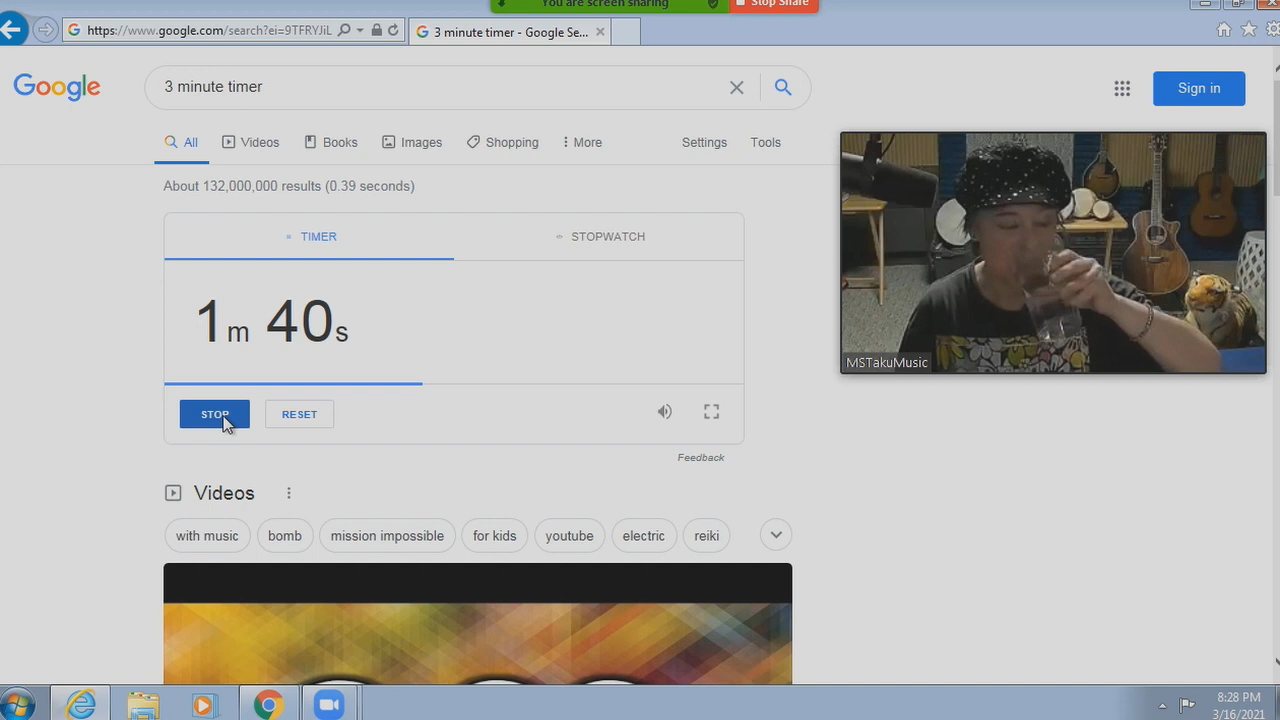 You are screen sharing
Stop Share
https://www.google.com/search?ei=9TFRYJiL
3 minute timer - Google Se...
Google
3 minute timer
Sign in
All
Videos
Books
Images
Shopping
More
Settings
Tools
About 132,000,000 results (0.39 seconds)
TIMER
STOPWATCH
1m 40s
STOP
RESET
Feedback
MSTakuMusic
Videos
with music
bomb
mission impossible
for kids
youtube
electric
reiki
8:28 PM
3/16/2021